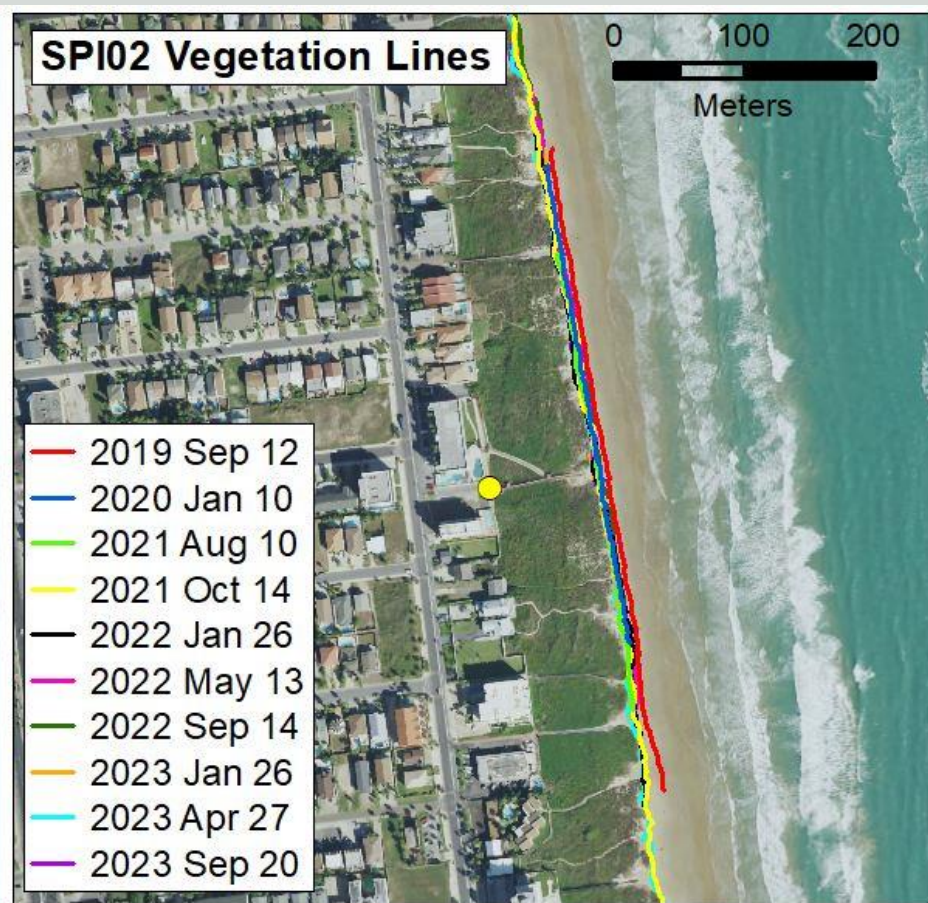 SPI02 Vegetation Lines
0 100 200
Meters
2019 Sep 12
2020 Jan 10
2021 Aug 10
2021 Oct 14
2022 Jan 26
2022 May 13
2022 Sep 14
2023 Jan 26
2023 Apr 27
2023 Sep 20